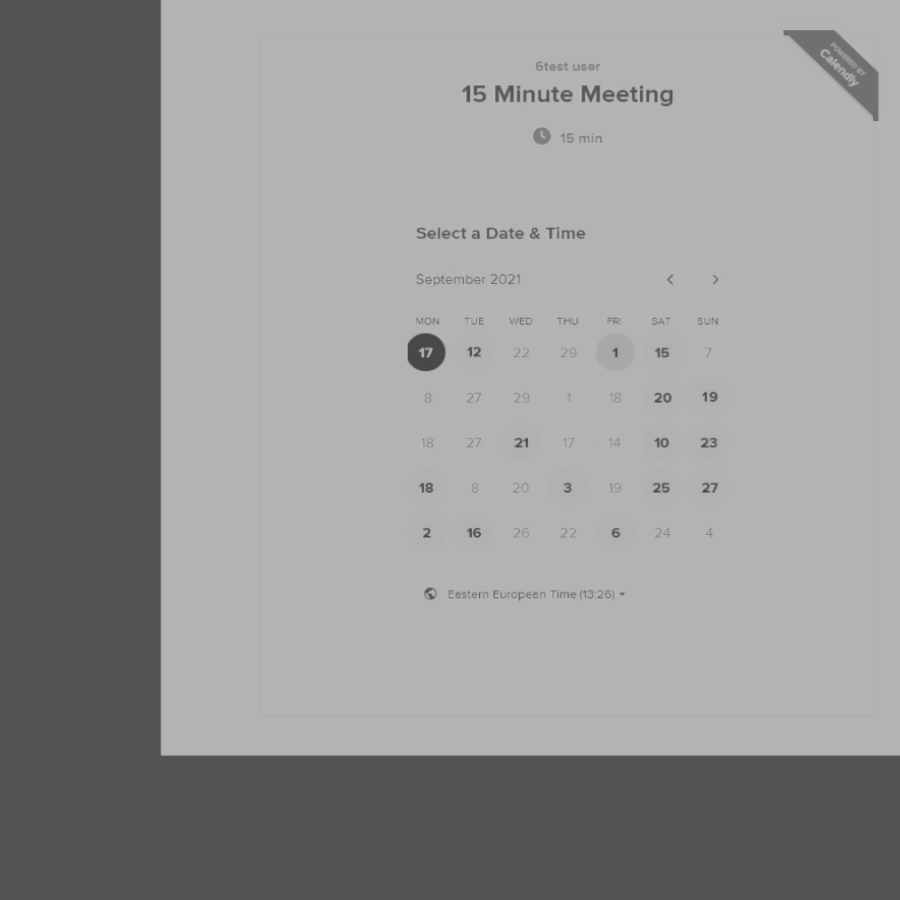 POWERED BY
Calendly
6test user
15 Minute Meeting
15 min
Select a Date & Time
September 2021
MON TUE WED THU FRI SAT SUN
17 12 22 29 1 15 7
8 27 29 1 18 20 19
18 27 21 17 14 10 23
18 8 20 3 19 25 27
2 16 26 22 6 24 4
Eastern European Time (13:26)